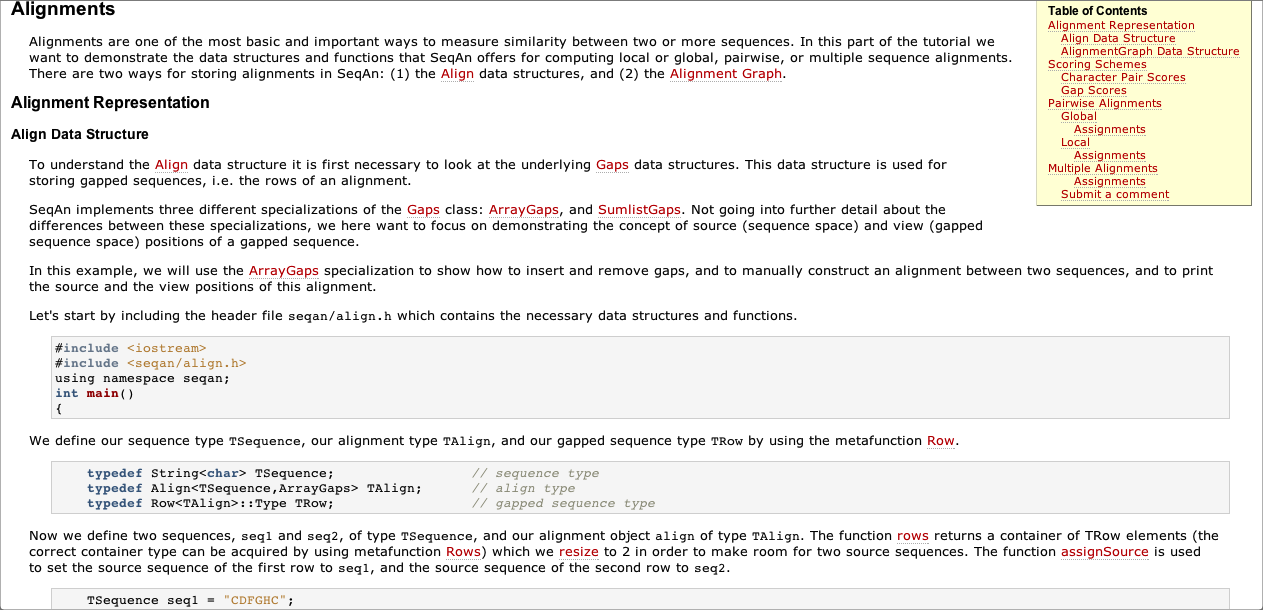 Alignments
Alignments are one of the most basic and important ways to measure similarity between two or more sequences. In this part of the tutorial we
want to demonstrate the data structures and functions that SeqAn offers for computing local or global, pairwise, or multiple sequence alignments.
There are two ways for storing alignments in SeqAn: (1) the Align data structures, and (2) the Alignment Graph.
Table of Contents
Alignment Representation
Align Data Structure
AlignmentGraph Data Structure
Scoring Schemes
Character Pair Scores
Gap Scores
Pairwise Alignments
Global
Assignments
Local
Assignments
Multiple Alignments
Assignments
Submit a comment
Alignment Representation
Align Data Structure
To understand the Align data structure it is first necessary to look at the underlying Gaps data structures. This data structure is used for
storing gapped sequences, i.e. the rows of an alignment.
SeqAn implements three different specializations of the Gaps class: ArrayGaps, and SumlistGaps. Not going into further detail about the
differences between these specializations, we here want to focus on demonstrating the concept of source (sequence space) and view (gapped
sequence space) positions of a gapped sequence.
In this example, we will use the ArrayGaps specialization to show how to insert and remove gaps, and to manually construct an alignment between two sequences, and to print
the source and the view positions of this alignment.
Let's start by including the header file seqan/align.h which contains the necessary data structures and functions.
#include <iostream>
#include <seqan/align.h>
using namespace seqan;
int main()
{
We define our sequence type TSequence, our alignment type TAlign, and our gapped sequence type TRow by using the metafunction Row.
typedef String<char> TSequence; // sequence type
typedef Align<TSequence,ArrayGaps> TAlign; // align type
typedef Row<TAlign>::Type TRow; // gapped sequence type
Now we define two sequences, seq1 and seq2, of type TSequence, and our alignment object align of type TAlign. The function rows returns a container of TRow elements (the
correct container type can be acquired by using metafunction Rows) which we resize to 2 in order to make room for two source sequences. The function assignSource is used
to set the source sequence of the first row to seq1, and the source sequence of the second row to seq2.
TSequence seq1 = "CDFGHC";